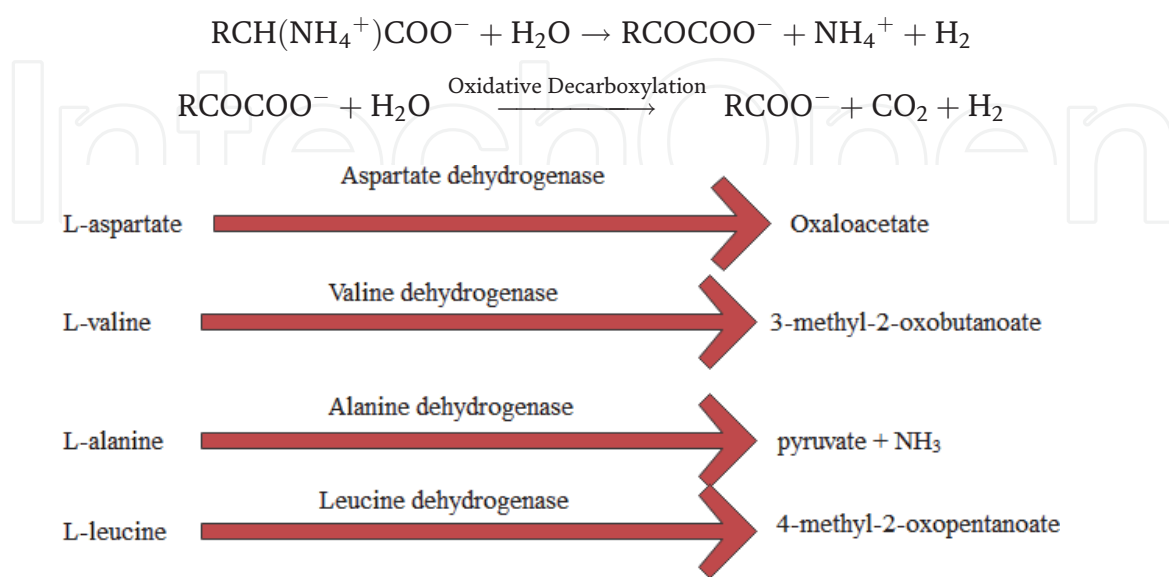 RCH(NH₄⁺)COO⁻ + H₂O → RCOCOO⁻ + NH₄⁺ + H₂
Oxidative Decarboxylation
RCOCOO⁻ + H₂O ⟶ RCOO⁻ + CO₂ + H₂
IntechOpen
Aspartate dehydrogenase
L-aspartate Oxaloacetate
Valine dehydrogenase
L-valine 3-methyl-2-oxobutanoate
Alanine dehydrogenase
L-alanine pyruvate + NH₃
Leucine dehydrogenase
L-leucine 4-methyl-2-oxopentanoate